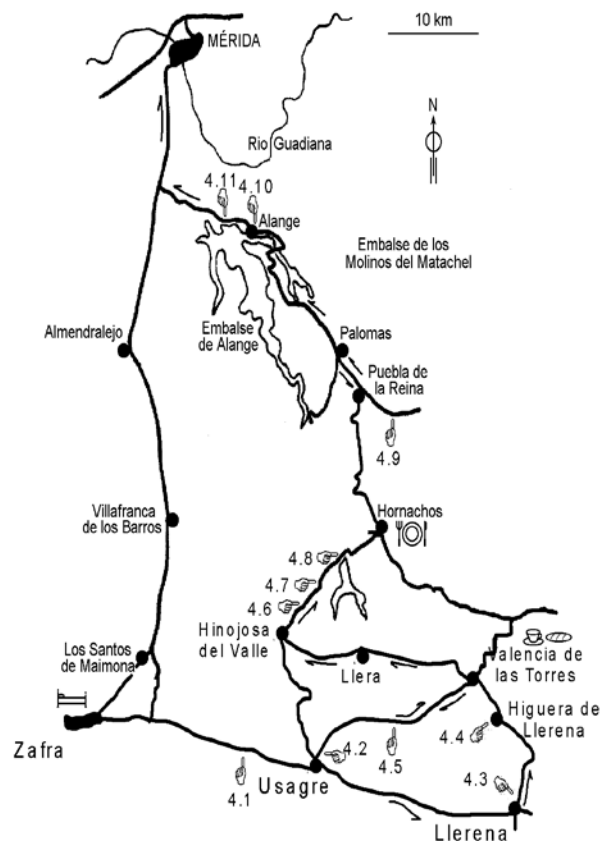 10 km
MÉRIDA
N
Rio Guadiana
4.11
4.10
Alange
Embalse de los
Molinos del Matachel
Almendralejo
Embalse
de Alange
Palomas
Puebla de
la Reina
4.9
Villafranca
de los Barros
Hornachos
4.8
4.7
4.6
Hinojosa
del Valle
Los Santos
de Maimona
Llera
Valencia de
las Torres
Zafra
Higuera de
Llerena
4.4
4.2
4.5
4.1
Usagre
4.3
Llerena